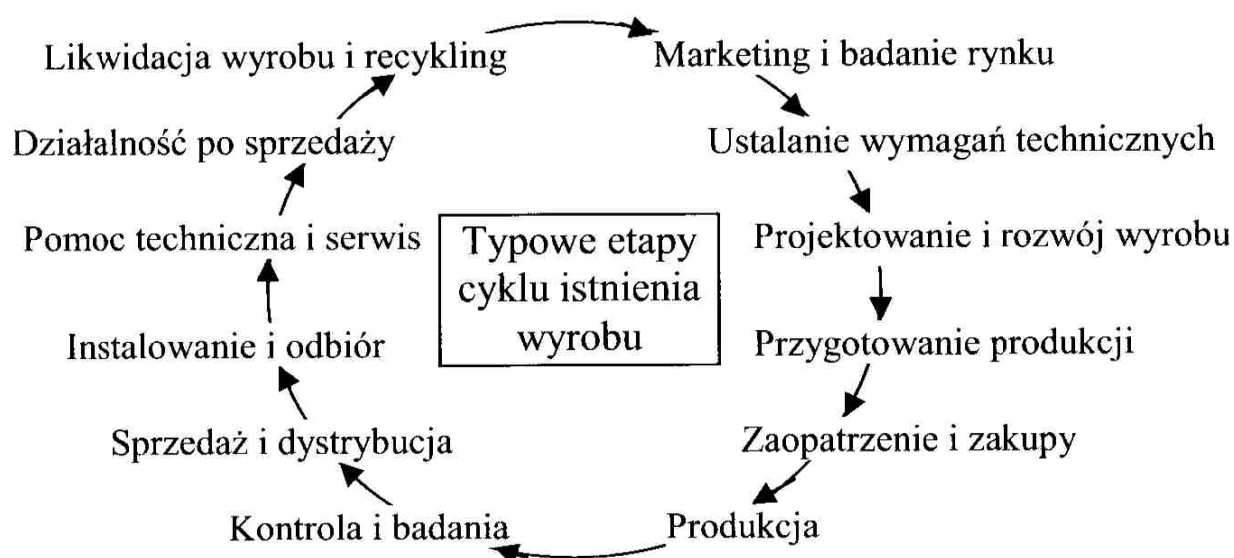 Likwidacja wyrobu i recykling
Marketing i badanie rynku
Działalność po sprzedaży
Ustalanie wymagań technicznych
Pomoc techniczna i serwis
Typowe etapy
cyklu istnienia
wyrobu
Projektowanie i rozwój wyrobu
Instalowanie i odbiór
Przygotowanie produkcji
Sprzedaż i dystrybucja
Zaopatrzenie i zakupy
Kontrola i badania
Produkcja